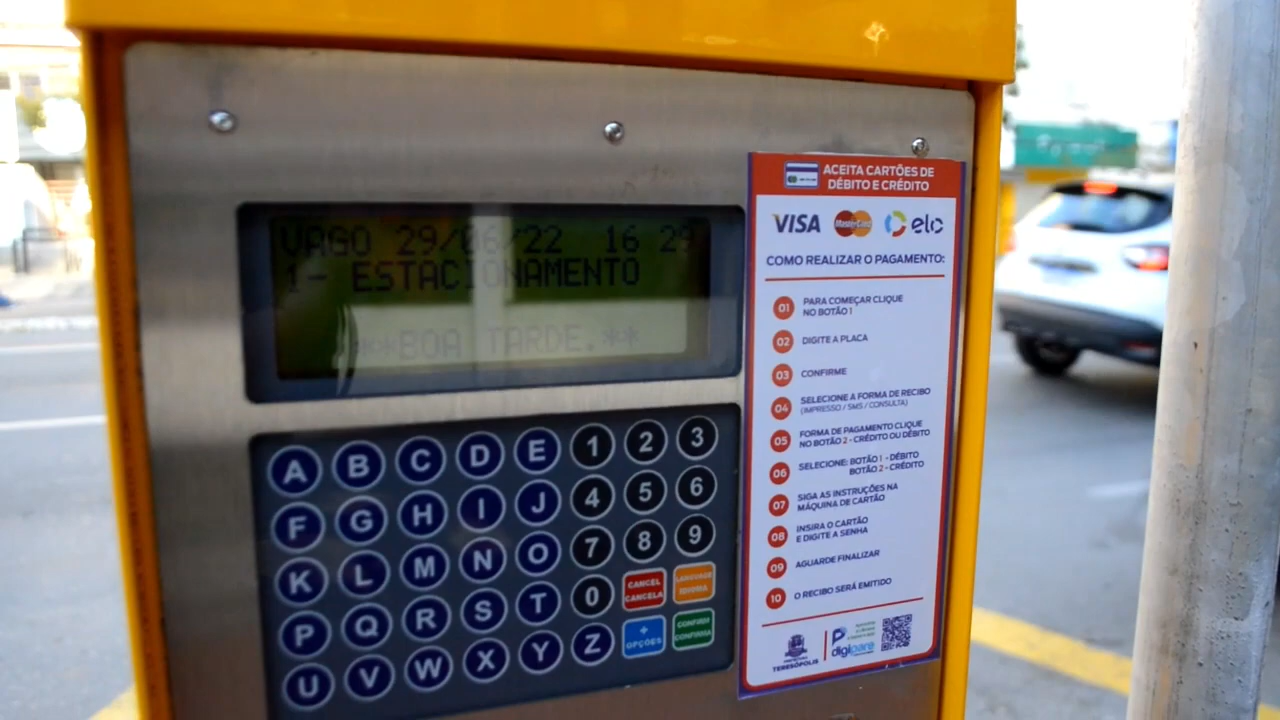 VAGO 29/06/22 16 29
1- ESTACIONAMENTO
**BOA TARDE.**
A B C D E 1 2 3
F G H I J 4 5 6
K L M N O 7 8 9
P Q R S T 0 CANCEL CANCELA LANGUAGE IDIOMA
U V W X Y Z + OPÇÕES CONFIRM CONFIRMA
ACEITA CARTÕES DE
DÉBITO E CRÉDITO
VISA MasterCard elo
COMO REALIZAR O PAGAMENTO:
01 PARA COMEÇAR CLIQUE
NO BOTÃO 1
02 DIGITE A PLACA
03 CONFIRME
04 SELECIONE A FORMA DE RECIBO
(IMPRESSO / SMS / CONSULTA)
05 FORMA DE PAGAMENTO CLIQUE
NO BOTÃO 2 - CRÉDITO OU DÉBITO
06 SELECIONE: BOTÃO 1 - DÉBITO
BOTÃO 2 - CRÉDITO
07 SIGA AS INSTRUÇÕES NA
MÁQUINA DE CARTÃO
08 INSIRA O CARTÃO
E DIGITE A SENHA
09 AGUARDE FINALIZAR
10 O RECIBO SERÁ EMITIDO
PREFEITURA
TERESÓPOLIS
digipare